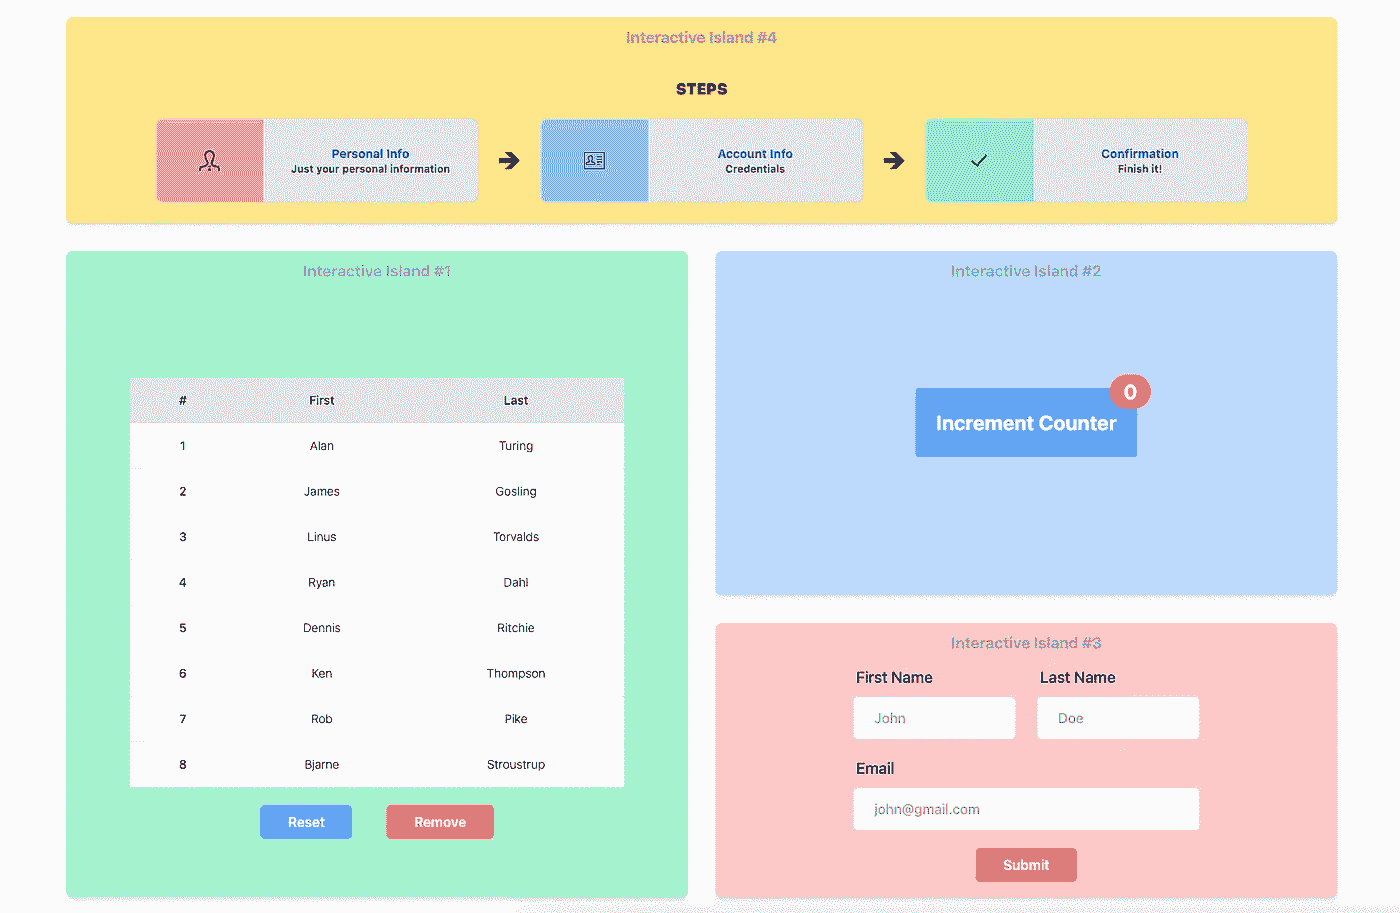 Interactive Island #4
STEPS
Personal Info
Just your personal information
Account Info
Credentials
Confirmation
Finish it!
Interactive Island #1
# First Last
1 Alan Turing
2 James Gosling
3 Linus Torvalds
4 Ryan Dahl
5 Dennis Ritchie
6 Ken Thompson
7 Rob Pike
8 Bjarne Stroustrup
Reset Remove
Interactive Island #2
0
Increment Counter
Interactive Island #3
First Name Last Name
John Doe
Email
john@gmail.com
Submit